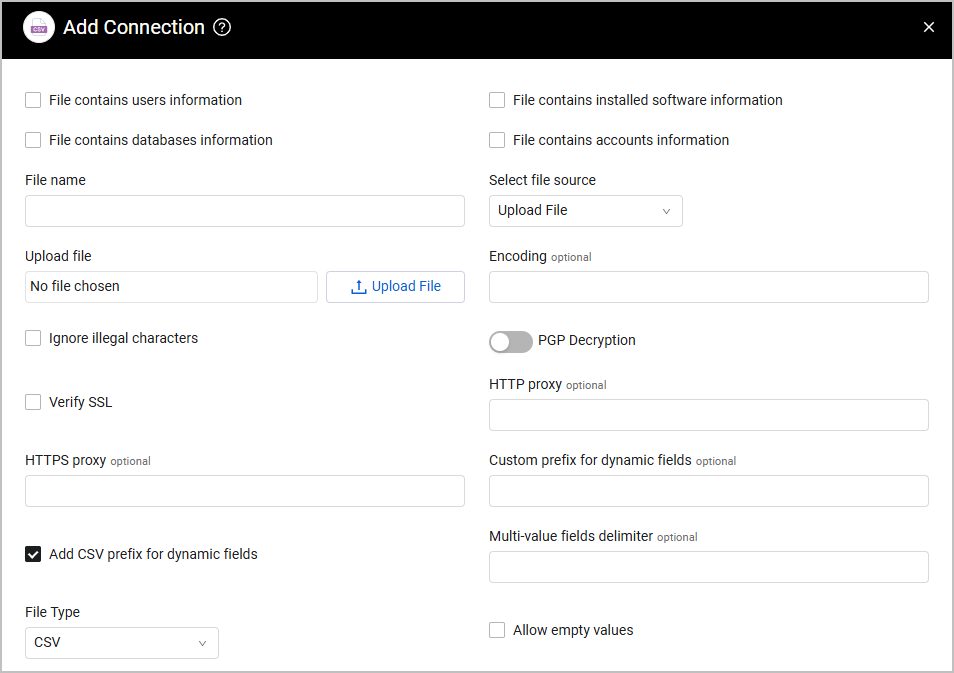 CSV
Add Connection ?
File contains users information
File contains installed software information
File contains databases information
File contains accounts information
File name
Select file source
Upload File
Upload file
Encoding optional
No file chosen
Upload File
Ignore illegal characters
PGP Decryption
HTTP proxy optional
Verify SSL
HTTPS proxy optional
Custom prefix for dynamic fields optional
Multi-value fields delimiter optional
Add CSV prefix for dynamic fields
File Type
CSV
Allow empty values